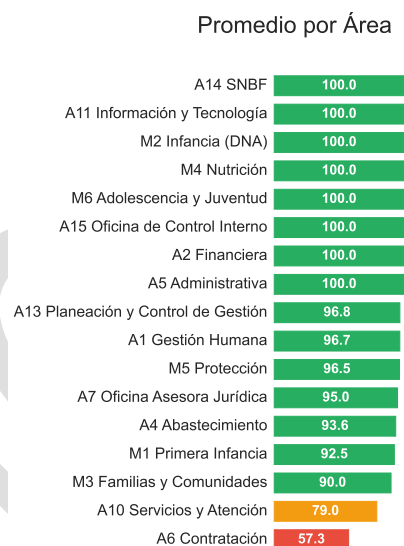 Promedio por Área
A14 SNBF 100.0
A11 Información y Tecnología 100.0
M2 Infancia (DNA) 100.0
M4 Nutrición 100.0
M6 Adolescencia y Juventud 100.0
A15 Oficina de Control Interno 100.0
A2 Financiera 100.0
A5 Administrativa 100.0
A13 Planeación y Control de Gestión 96.8
A1 Gestión Humana 96.7
M5 Protección 96.5
A7 Oficina Asesora Jurídica 95.0
A4 Abastecimiento 93.6
M1 Primera Infancia 92.5
M3 Familias y Comunidades 90.0
A10 Servicios y Atención 79.0
A6 Contratación 57.3